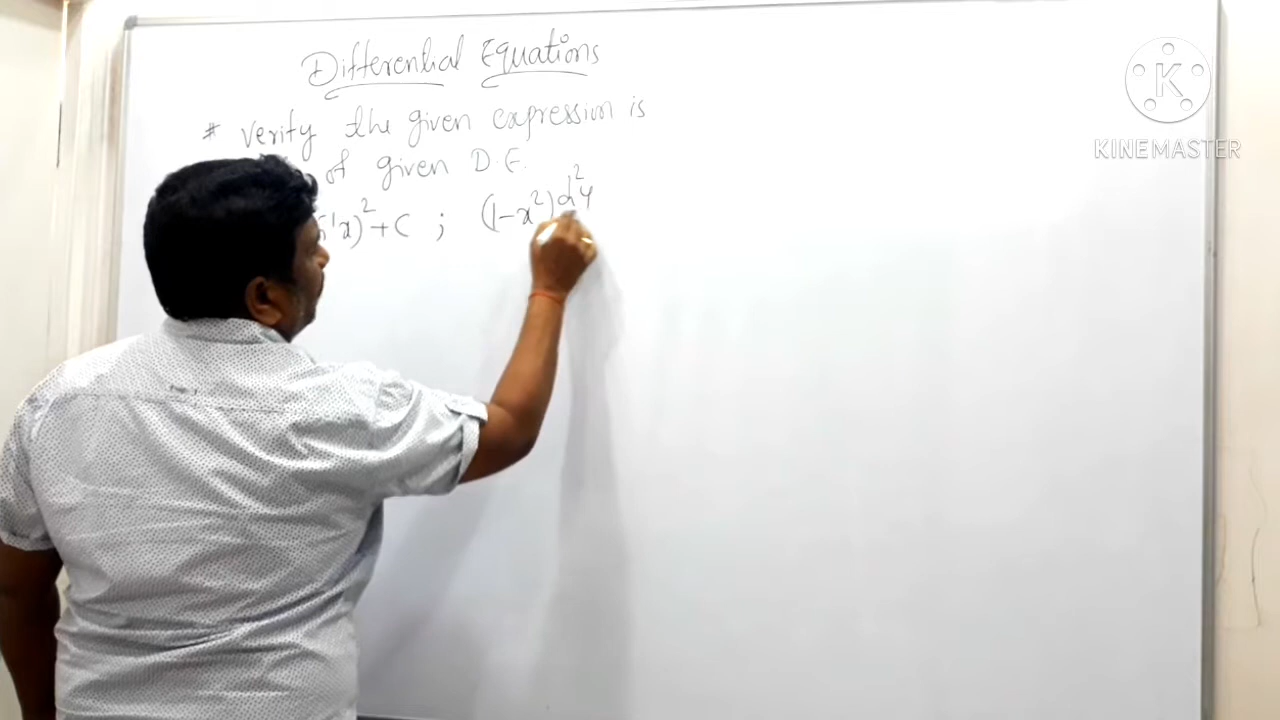 Differential Equations
* Verify the given expression is
of given D.E.
x)²+C ; (1-x²)d²y
K
KINEMASTER